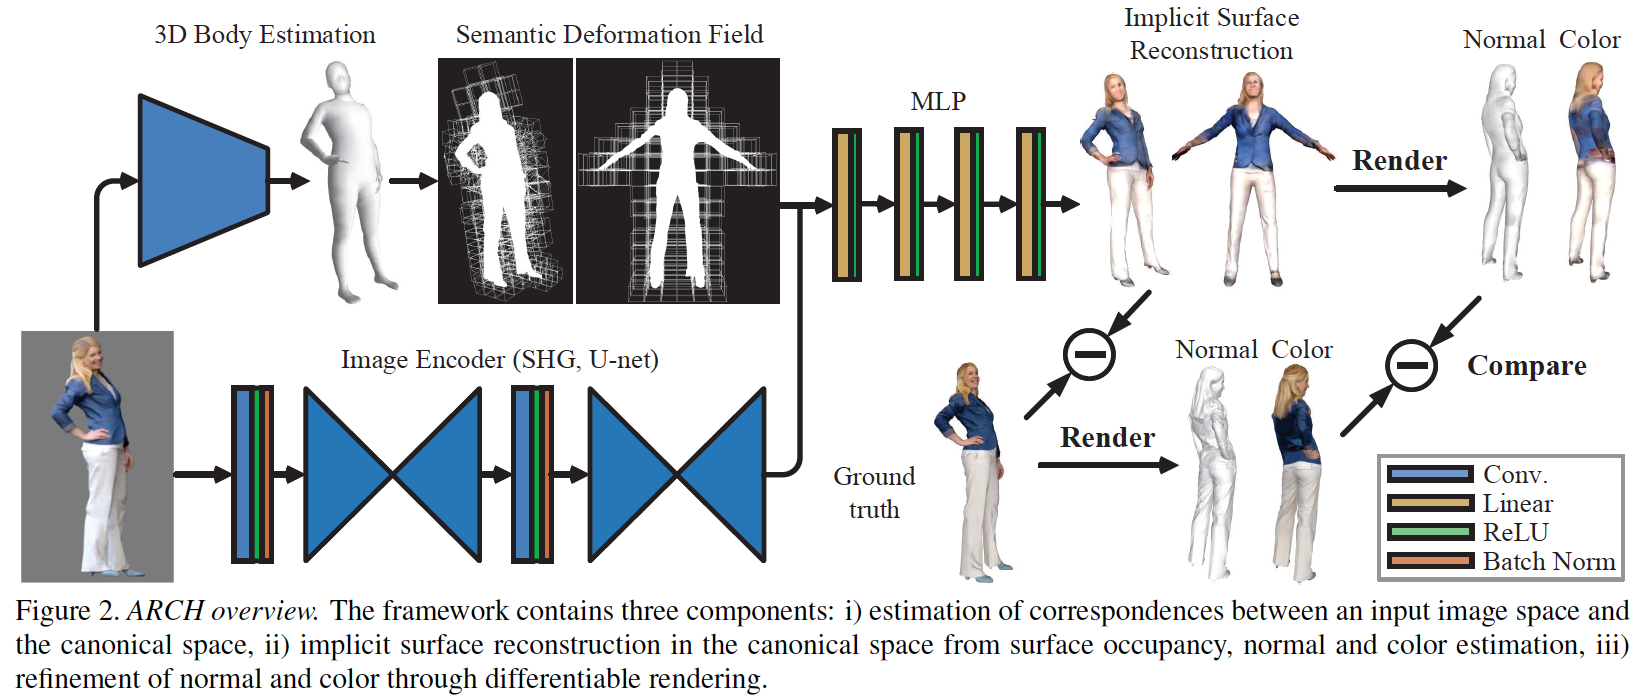 3D Body Estimation
Semantic Deformation Field
Implicit Surface
Reconstruction
Normal Color
MLP
Render
Image Encoder (SHG, U-net)
Normal Color
Compare
Render
Ground
truth
Conv.
Linear
ReLU
Batch Norm
Figure 2. ARCH overview. The framework contains three components: i) estimation of correspondences between an input image space and
the canonical space, ii) implicit surface reconstruction in the canonical space from surface occupancy, normal and color estimation, iii)
refinement of normal and color through differentiable rendering.